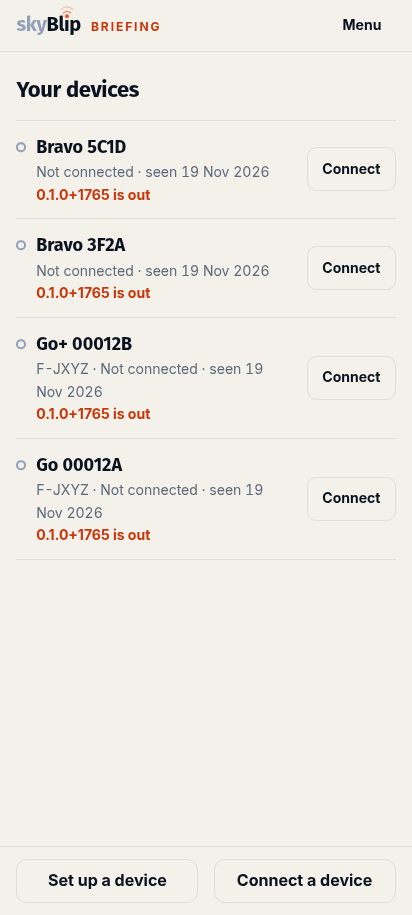 skyBlip BRIEFING
Menu
Your devices
Bravo 5C1D
Not connected · seen 19 Nov 2026
0.1.0+1765 is out
Connect
Bravo 3F2A
Not connected · seen 19 Nov 2026
0.1.0+1765 is out
Connect
Go+ 00012B
F-JXYZ · Not connected · seen 19
Nov 2026
0.1.0+1765 is out
Connect
Go 00012A
F-JXYZ · Not connected · seen 19
Nov 2026
0.1.0+1765 is out
Connect
Set up a device
Connect a device